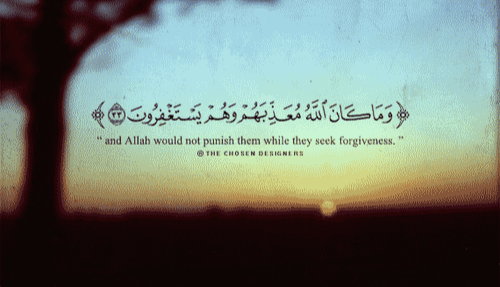 ﴿ وَمَا كَانَ ٱللَّهُ مُعَذِّبَهُمْ وَهُمْ يَسْتَغْفِرُونَ ٣٣ ﴾
“ and Allah would not punish them while they seek forgiveness. ”
@ THE CHOSEN DESIGNERS